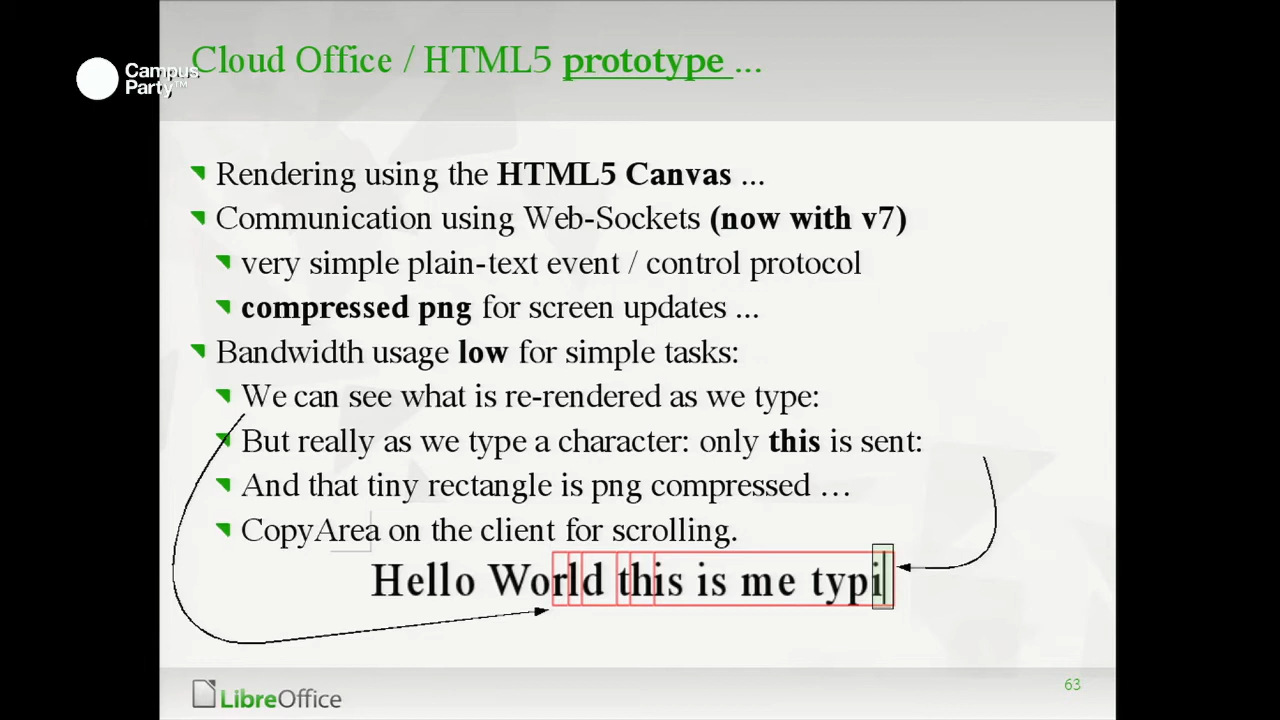 Cloud Office / HTML5 prototype ...
Campus
Party™
Rendering using the HTML5 Canvas ...
Communication using Web-Sockets (now with v7)
very simple plain-text event / control protocol
compressed png for screen updates ...
Bandwidth usage low for simple tasks:
We can see what is re-rendered as we type:
But really as we type a character: only this is sent:
And that tiny rectangle is png compressed …
CopyArea on the client for scrolling.
Hello World this is me typi
LibreOffice
63